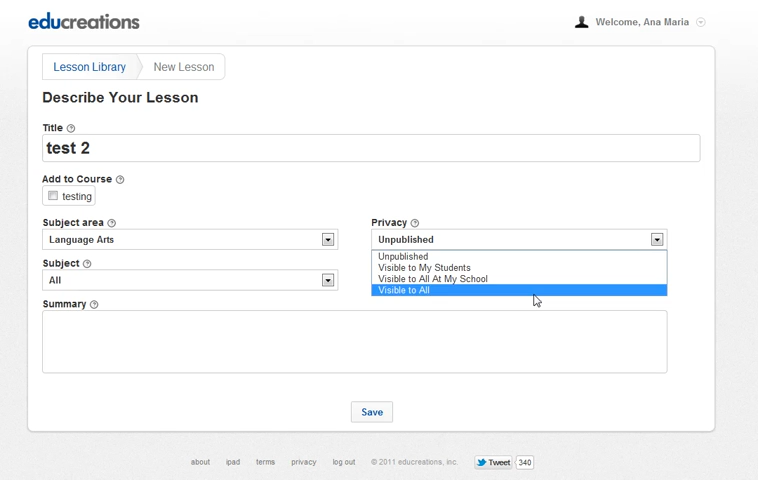 educreations
Welcome, Ana Maria
Lesson Library
New Lesson
Describe Your Lesson
Title ?
test 2
Add to Course ?
testing
Subject area ?
Privacy ?
Language Arts
Unpublished
Unpublished
Visible to My Students
Visible to All At My School
Visible to All
Subject ?
All
Summary ?
Save
about ipad terms privacy log out © 2011 educreations, inc. Tweet 340